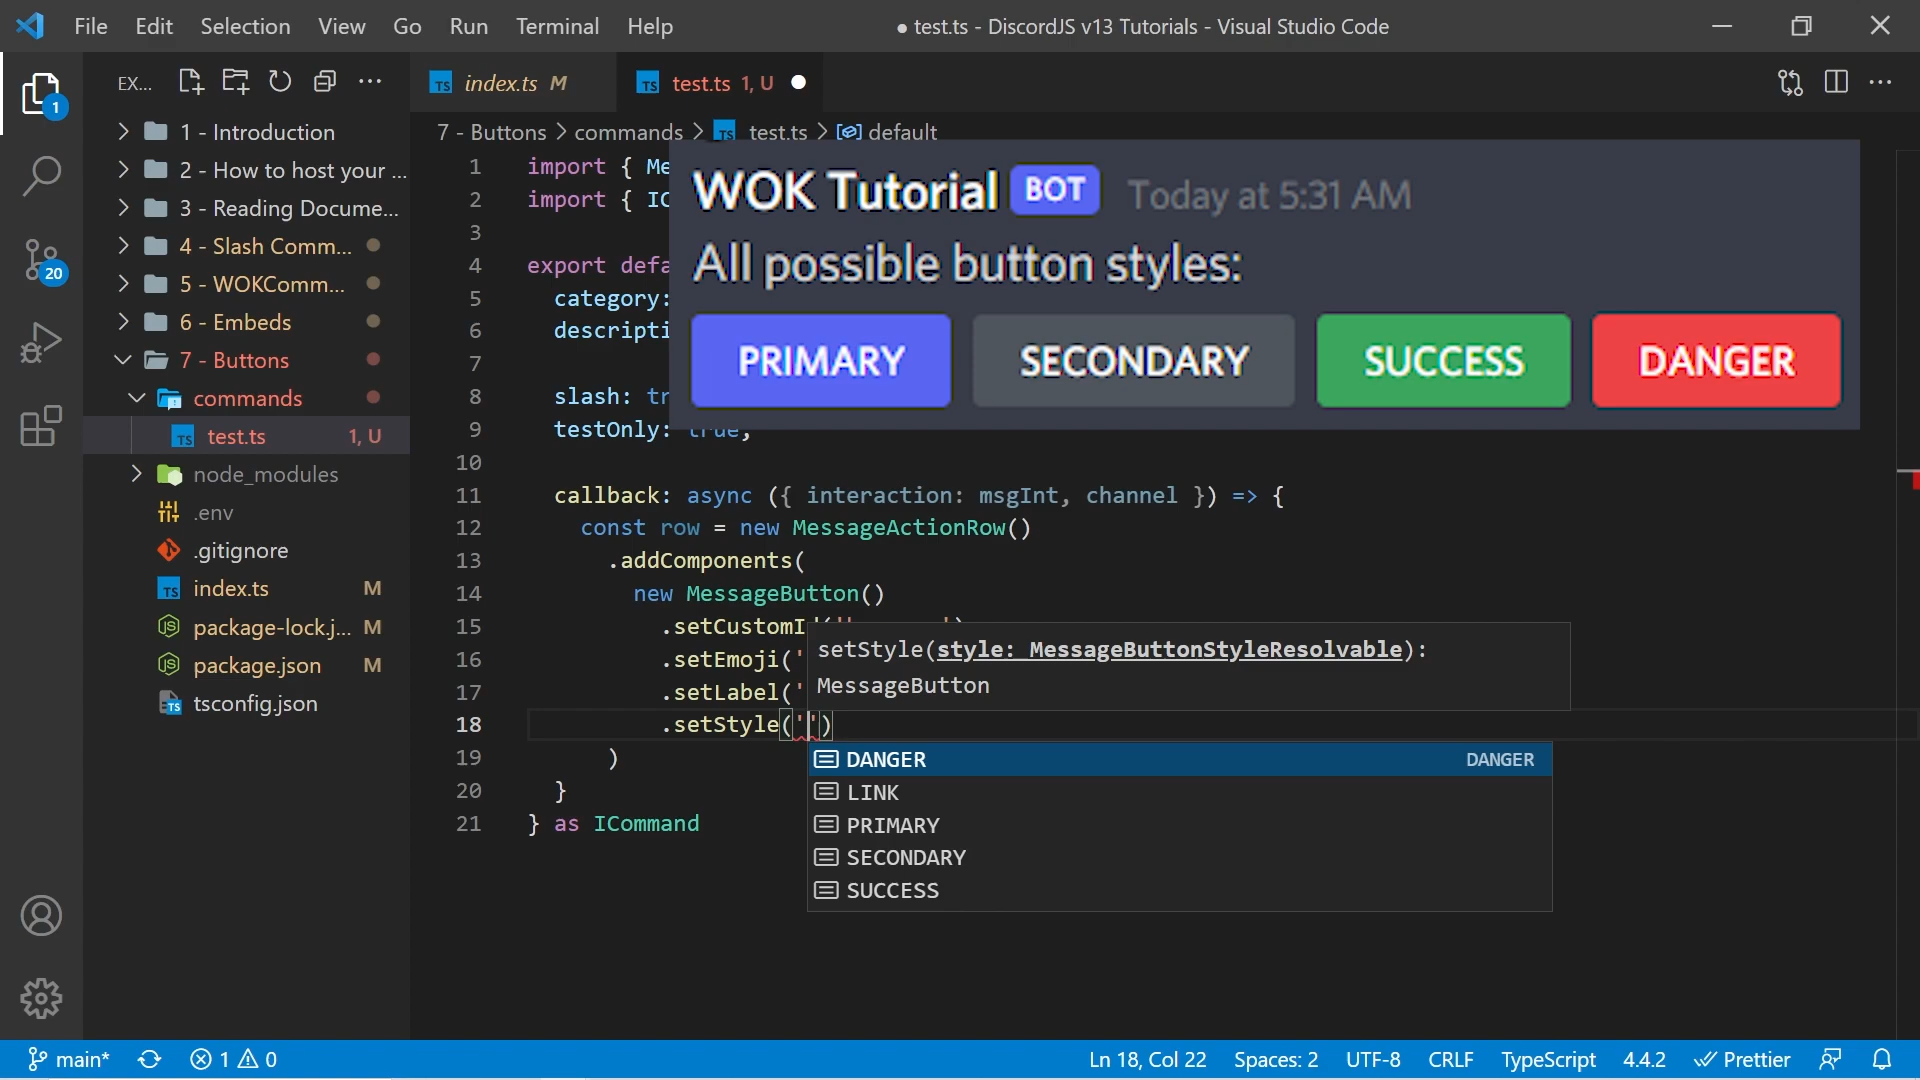 File Edit Selection View Go Run Terminal Help
● test.ts - DiscordJS v13 Tutorials - Visual Studio Code
EX...
index.ts M
test.ts 1, U
1
7 - Buttons > commands > TS test.ts > default
1 - Introduction
2 - How to host your ...
3 - Reading Docume...
4 - Slash Comm...
5 - WOKComm...
6 - Embeds
7 - Buttons
commands
TS test.ts 1, U
node_modules
.env
.gitignore
TS index.ts M
package-lock.j... M
package.json M
tsconfig.json
20
1 import { Me
2 import { IC
3
4 export defa
5 category:
6 descripti
7
8 slash: tr
9 testOnly: true,
10
11 callback: async ({ interaction: msgInt, channel }) => {
12 const row = new MessageActionRow()
13 .addComponents(
14 new MessageButton()
15 .setCustomI
16 .setEmoji('
17 .setLabel('
18 .setStyle('')
19 )
20 }
21 } as ICommand
WOK Tutorial BOT Today at 5:31 AM
All possible button styles:
PRIMARY SECONDARY SUCCESS DANGER
setStyle(style: MessageButtonStyleResolvable):
MessageButton
DANGER DANGER
LINK
PRIMARY
SECONDARY
SUCCESS
main* 1 0 Ln 18, Col 22 Spaces: 2 UTF-8 CRLF TypeScript 4.4.2 Prettier